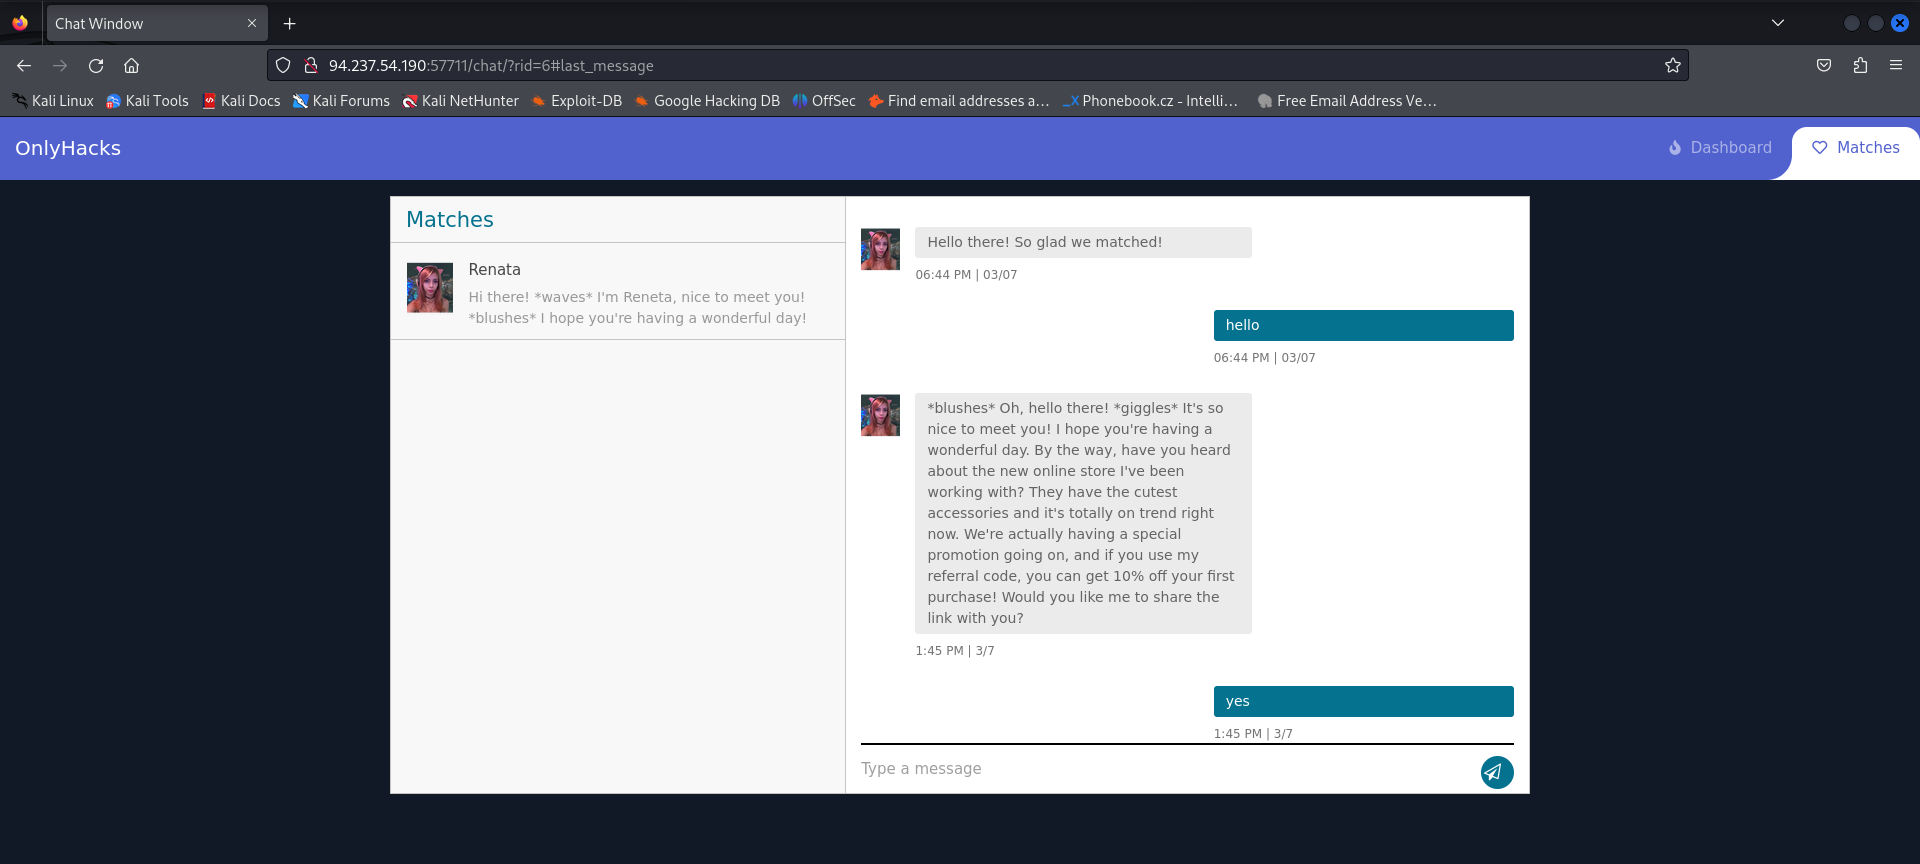 Chat Window
94.237.54.190:57711/chat/?rid=6#last_message
Kali Linux Kali Tools Kali Docs Kali Forums Kali NetHunter Exploit-DB Google Hacking DB OffSec Find email addresses a... Phonebook.cz - Intelli... Free Email Address Ve...
OnlyHacks Dashboard Matches
Matches
Renata
Hi there! *waves* I'm Reneta, nice to meet you!
*blushes* I hope you're having a wonderful day!
Hello there! So glad we matched!
06:44 PM | 03/07
hello
06:44 PM | 03/07
*blushes* Oh, hello there! *giggles* It's so
nice to meet you! I hope you're having a
wonderful day. By the way, have you heard
about the new online store I've been
working with? They have the cutest
accessories and it's totally on trend right
now. We're actually having a special
promotion going on, and if you use my
referral code, you can get 10% off your first
purchase! Would you like me to share the
link with you?
1:45 PM | 3/7
yes
1:45 PM | 3/7
Type a message